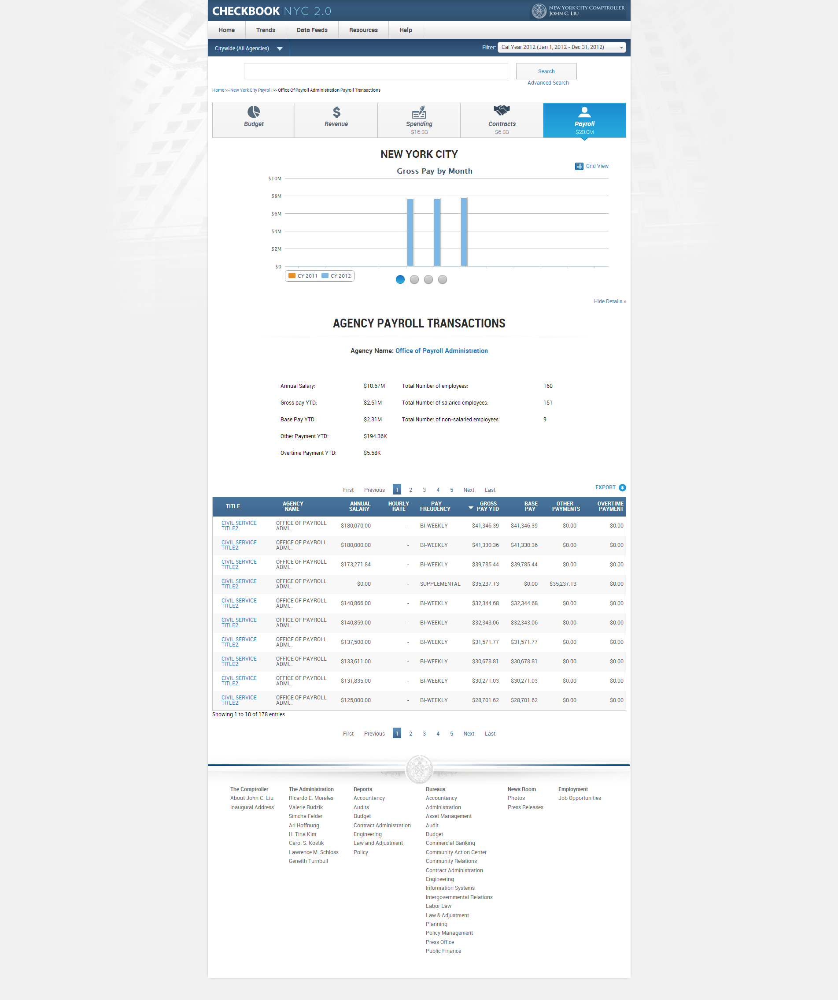 CHECKBOOK NYC 2.0
NEW YORK CITY COMPTROLLER
JOHN C. LIU
Home Trends Data Feeds Resources Help
Citywide (All Agencies)
Filter: Cal Year 2012 (Jan 1, 2012 - Dec 31, 2012)
Search
Advanced Search
Home >> New York City Payroll >> Office Of Payroll Administration Payroll Transactions
Budget Revenue Spending Contracts Payroll
$16.3B $6.8B $23.0M
NEW YORK CITY
Grid View
Gross Pay by Month
$10M
$8M
$6M
$4M
$2M
$0
CY 2011 CY 2012
Hide Details «
AGENCY PAYROLL TRANSACTIONS
Agency Name: Office of Payroll Administration
Annual Salary: $10.67M Total Number of employees: 160
Gross pay YTD: $2.51M Total Number of salaried employees: 151
Base Pay YTD: $2.31M Total Number of non-salaried employees: 9
Other Payment YTD: $194.36K
Overtime Payment YTD: $5.58K
EXPORT
First Previous 1 2 3 4 5 Next Last
TITLE AGENCY NAME ANNUAL SALARY HOURLY RATE PAY FREQUENCY GROSS PAY YTD BASE PAY OTHER PAYMENTS OVERTIME PAYMENT
CIVIL SERVICE TITLE2 OFFICE OF PAYROLL ADMI... $180,070.00 - BI-WEEKLY $41,346.39 $41,346.39 $0.00 $0.00
CIVIL SERVICE TITLE2 OFFICE OF PAYROLL ADMI... $180,000.00 - BI-WEEKLY $41,330.36 $41,330.36 $0.00 $0.00
CIVIL SERVICE TITLE2 OFFICE OF PAYROLL ADMI... $173,271.84 - BI-WEEKLY $39,785.44 $39,785.44 $0.00 $0.00
CIVIL SERVICE TITLE2 OFFICE OF PAYROLL ADMI... $0.00 - SUPPLEMENTAL $35,237.13 $0.00 $35,237.13 $0.00
CIVIL SERVICE TITLE2 OFFICE OF PAYROLL ADMI... $140,866.00 - BI-WEEKLY $32,344.68 $32,344.68 $0.00 $0.00
CIVIL SERVICE TITLE2 OFFICE OF PAYROLL ADMI... $140,859.00 - BI-WEEKLY $32,343.06 $32,343.06 $0.00 $0.00
CIVIL SERVICE TITLE2 OFFICE OF PAYROLL ADMI... $137,500.00 - BI-WEEKLY $31,571.77 $31,571.77 $0.00 $0.00
CIVIL SERVICE TITLE2 OFFICE OF PAYROLL ADMI... $133,611.00 - BI-WEEKLY $30,678.81 $30,678.81 $0.00 $0.00
CIVIL SERVICE TITLE2 OFFICE OF PAYROLL ADMI... $131,835.00 - BI-WEEKLY $30,271.03 $30,271.03 $0.00 $0.00
CIVIL SERVICE TITLE2 OFFICE OF PAYROLL ADMI... $125,000.00 - BI-WEEKLY $28,701.62 $28,701.62 $0.00 $0.00
Showing 1 to 10 of 178 entries
First Previous 1 2 3 4 5 Next Last
The Comptroller
About John C. Liu
Inaugural Address
The Administration
Ricardo E. Morales
Valerie Budzik
Simcha Felder
Ari Hoffnung
H. Tina Kim
Carol S. Kostik
Lawrence M. Schloss
Geneith Turnbull
Reports
Accountancy
Audits
Budget
Contract Administration
Engineering
Law and Adjustment
Policy
Bureaus
Accountancy
Administration
Asset Management
Audit
Budget
Commercial Banking
Community Action Center
Community Relations
Contract Administration
Engineering
Information Systems
Intergovernmental Relations
Labor Law
Law & Adjustment
Planning
Policy Management
Press Office
Public Finance
News Room
Photos
Press Releases
Employment
Job Opportunities